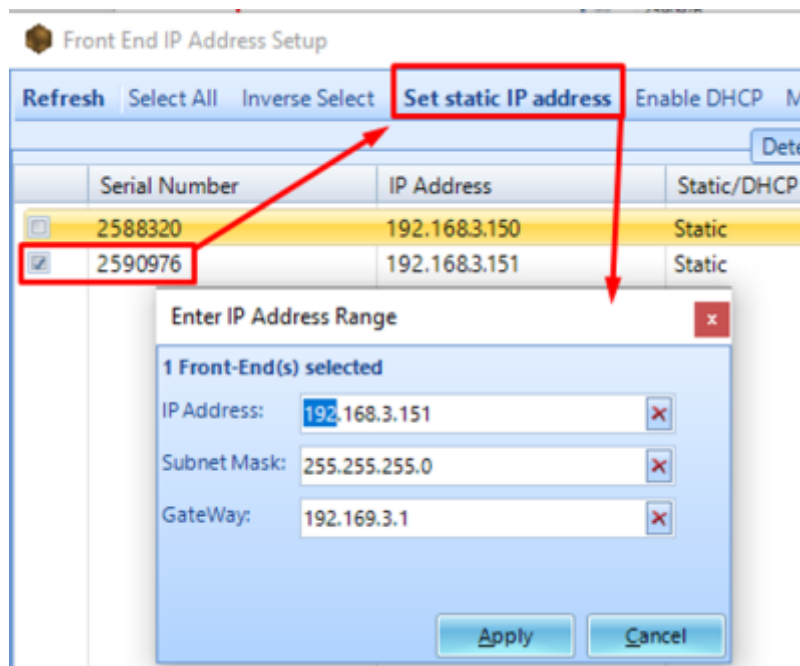 Front End IP Address Setup
Refresh Select All Inverse Select Set static IP address Enable DHCP
Serial Number IP Address Static/DHCP
2588320 192.168.3.150 Static
2590976 192.168.3.151 Static
Enter IP Address Range
1 Front-End(s) selected
IP Address: 192.168.3.151
Subnet Mask: 255.255.255.0
GateWay: 192.169.3.1
Apply Cancel